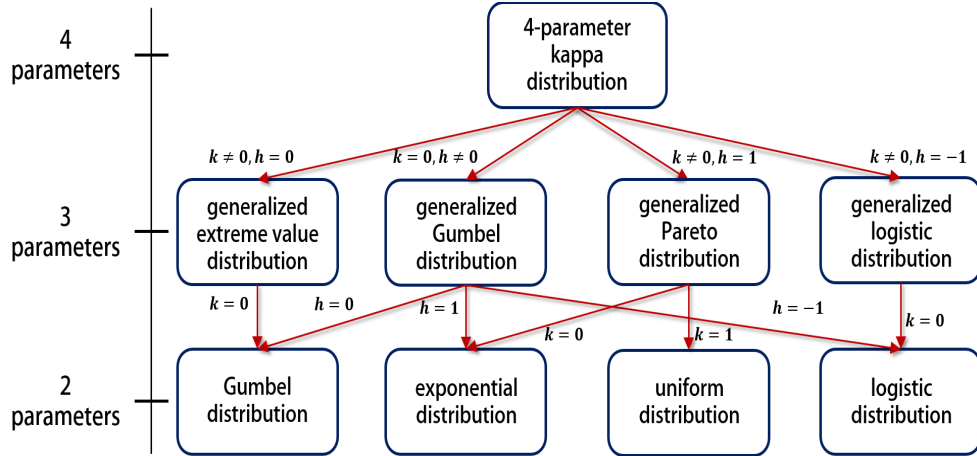 4
parameters
4-parameter
kappa
distribution
k ≠ 0, h = 0
k = 0, h ≠ 0
k ≠ 0, h = 1
k ≠ 0, h = −1
3
parameters
generalized
extreme value
distribution
generalized
Gumbel
distribution
generalized
Pareto
distribution
generalized
logistic
distribution
k = 0
h = 0
h = 1
k = 0
k = 1
h = −1
k = 0
2
parameters
Gumbel
distribution
exponential
distribution
uniform
distribution
logistic
distribution